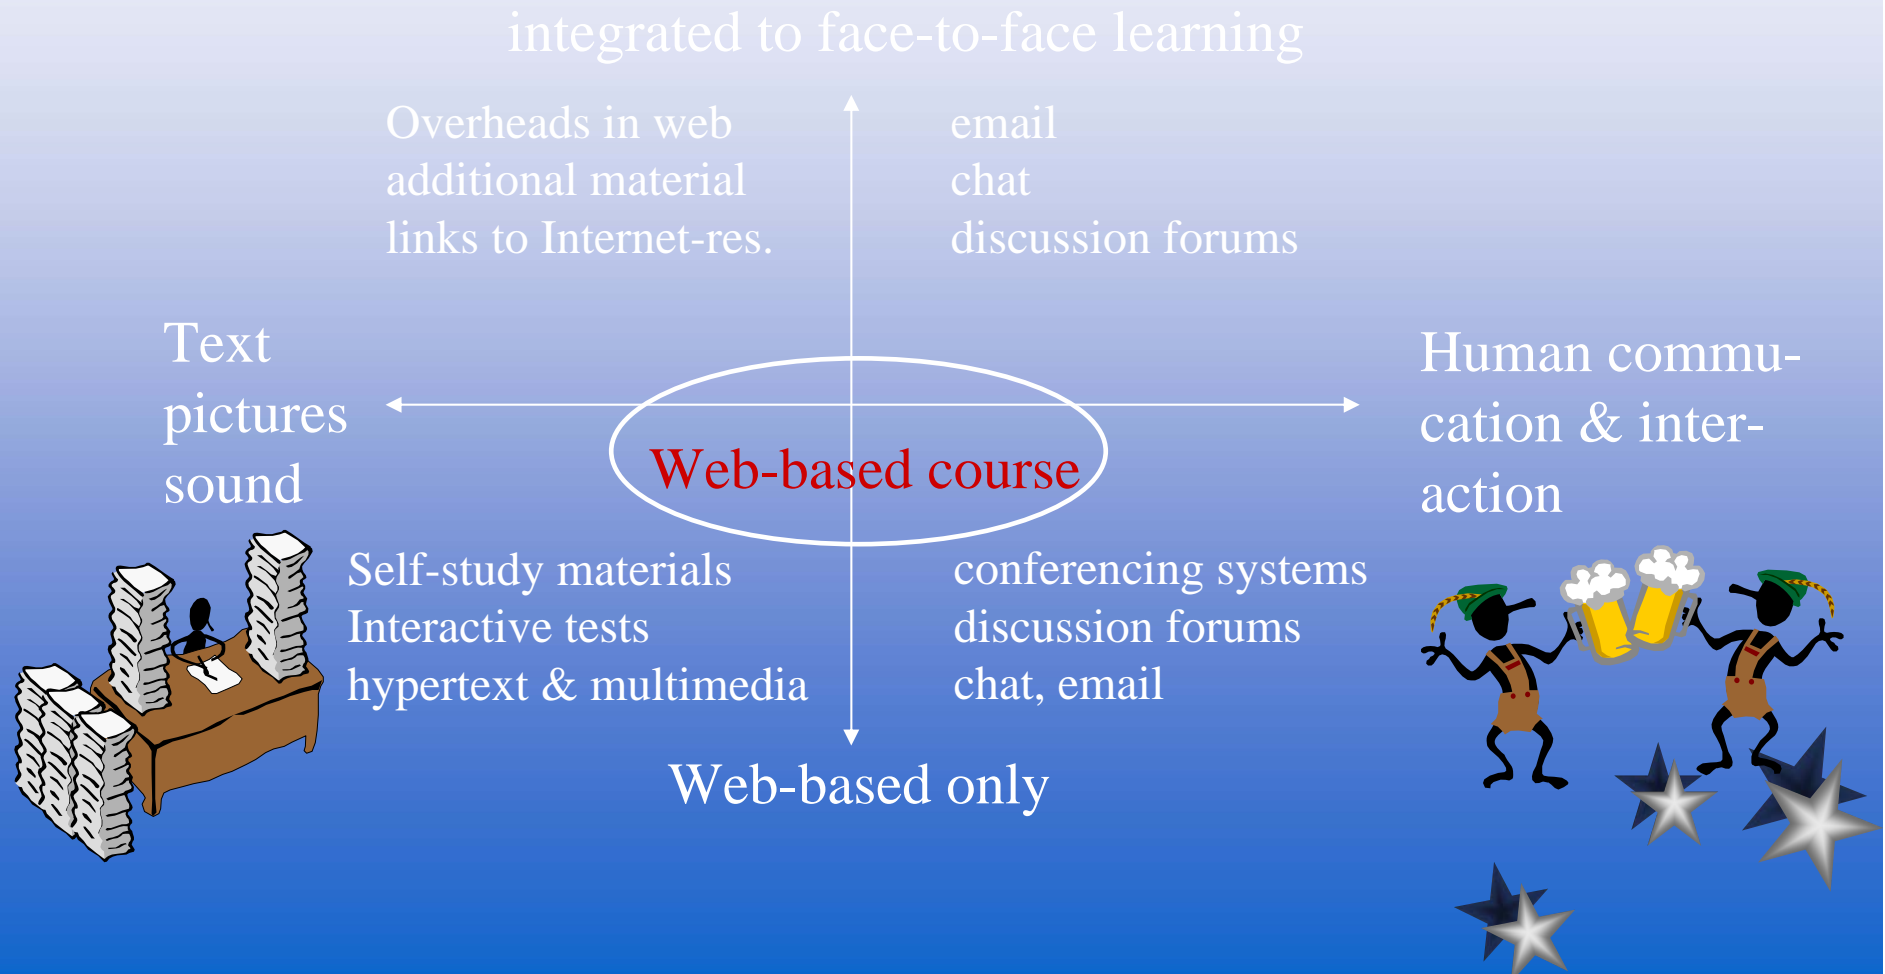 integrated to face-to-face learning
Overheads in web
additional material
links to Internet-res.
email
chat
discussion forums
Text
pictures
sound
Human commu-
cation & inter-
action
Web-based course
Self-study materials
Interactive tests
hypertext & multimedia
conferencing systems
discussion forums
chat, email
Web-based only